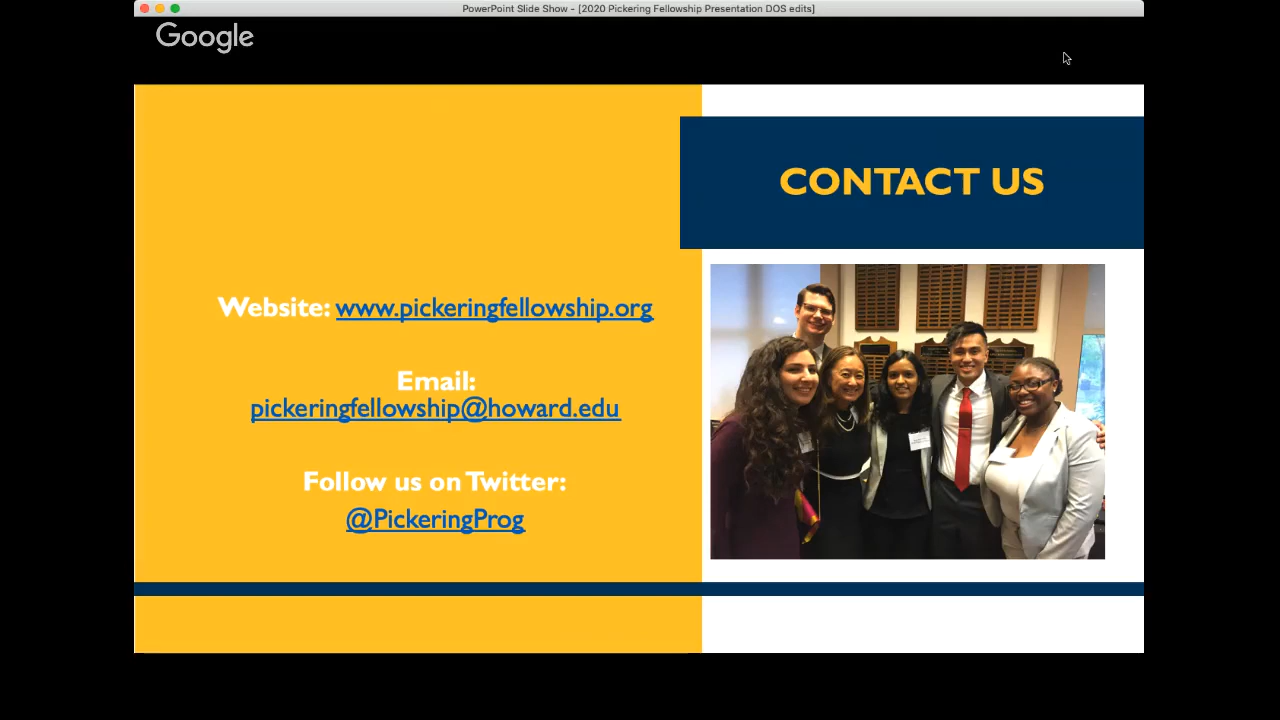 PowerPoint Slide Show - [2020 Pickering Fellowship Presentation DOS edits]
Google
CONTACT US
Website: www.pickeringfellowship.org
Email:
pickeringfellowship@howard.edu
Follow us on Twitter:
@PickeringProg